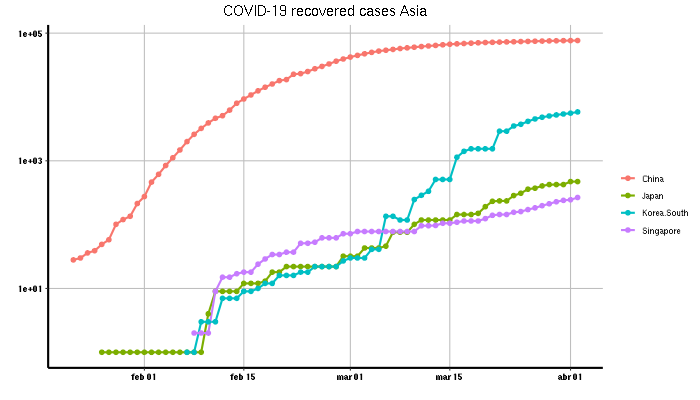 COVID-19 recovered cases Asia
1e+05
1e+03
1e+01
feb 01
feb 15
mar 01
mar 15
abr 01
China
Japan
Korea.South
Singapore